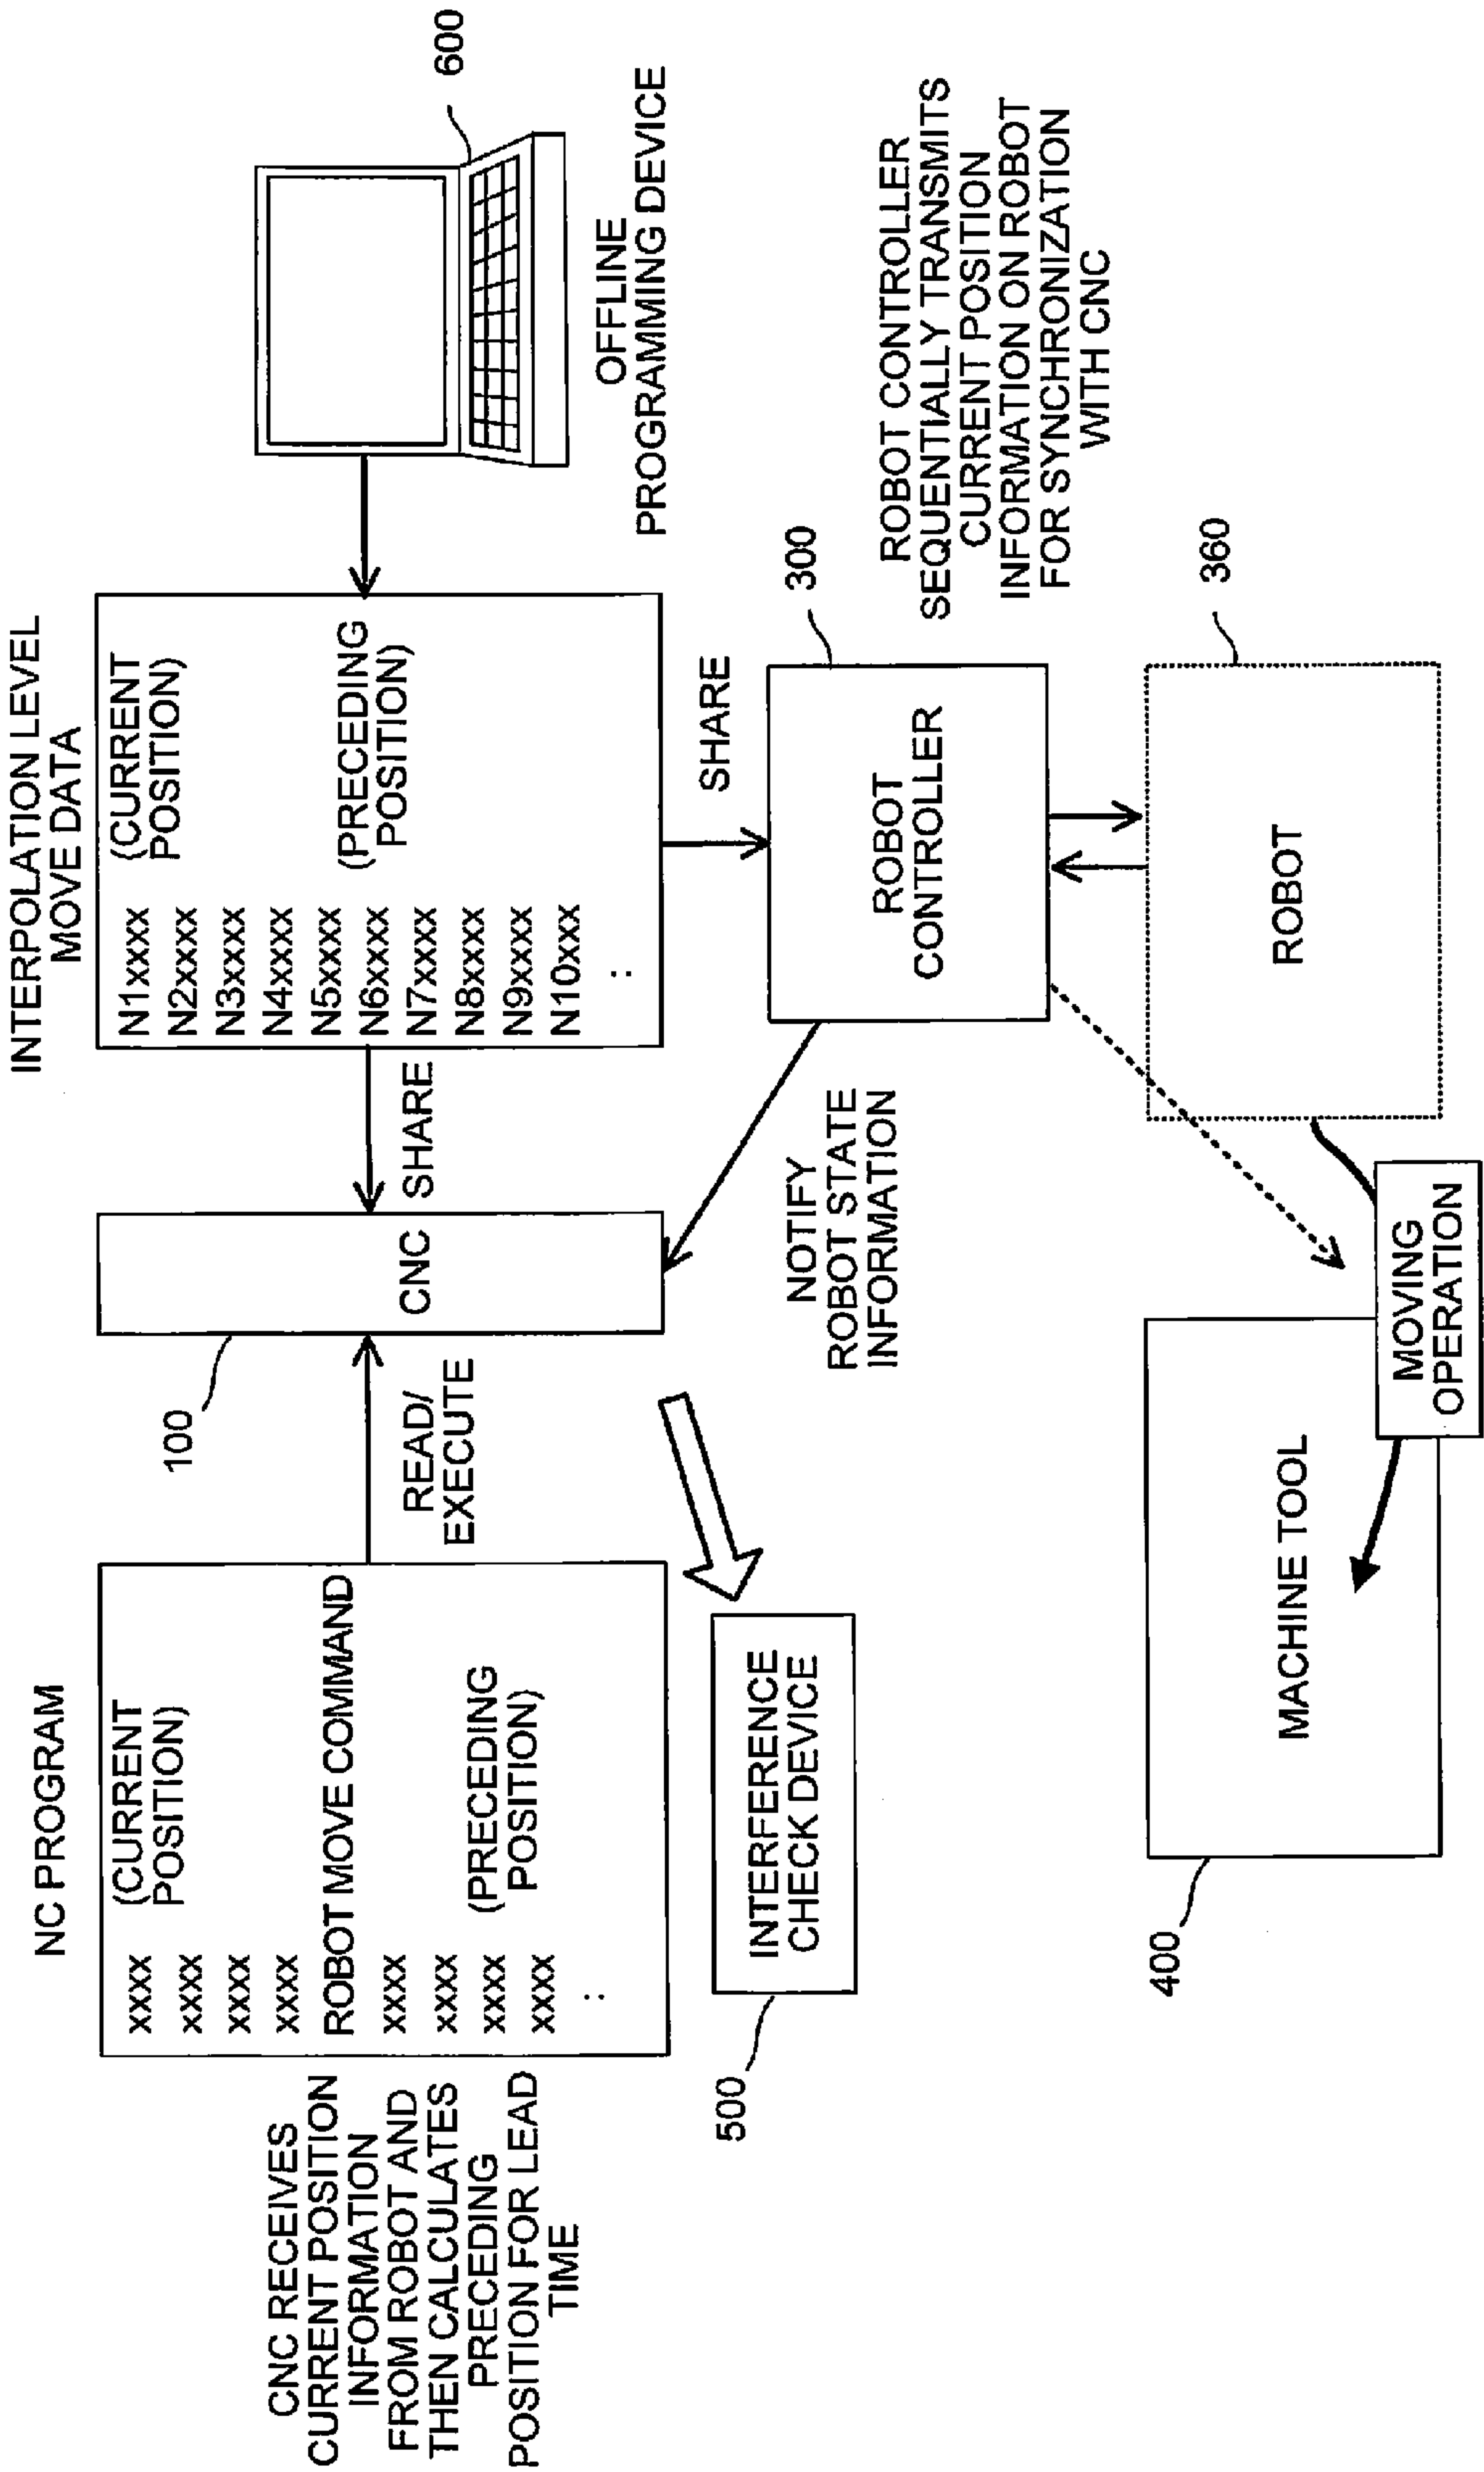 NC PROGRAM
xxxx (CURRENT
POSITION)
xxxx
xxxx
xxxx
ROBOT MOVE COMMAND
xxxx
xxxx
xxxx (PRECEDING
POSITION)
xxxx
:
CNC RECEIVES
CURRENT POSITION
INFORMATION
FROM ROBOT AND
THEN CALCULATES
PRECEDING
POSITION FOR LEAD
TIME
READ/
EXECUTE
100
CNC
SHARE
INTERPOLATION LEVEL
MOVE DATA
N1xxxx (CURRENT
POSITION)
N2xxxx
N3xxxx
N4xxxx
N5xxxx
N6xxxx (PRECEDING
POSITION)
N7xxxx
N8xxxx
N9xxxx
N10xxx
:
600
OFFLINE
PROGRAMMING DEVICE
500
INTERFERENCE
CHECK DEVICE
NOTIFY
ROBOT STATE
INFORMATION
SHARE
300
ROBOT
CONTROLLER
ROBOT CONTROLLER
SEQUENTIALLY TRANSMITS
CURRENT POSITION
INFORMATION ON ROBOT
FOR SYNCHRONIZATION
WITH CNC
400
MACHINE TOOL
MOVING
OPERATION
360
ROBOT